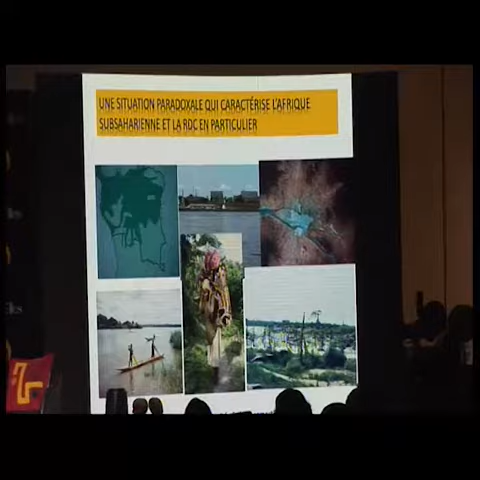 UNE SITUATION PARADOXALE QUI CARACTÉRISE L'AFRIQUE
SUBSAHARIENNE ET LA RDC EN PARTICULIER